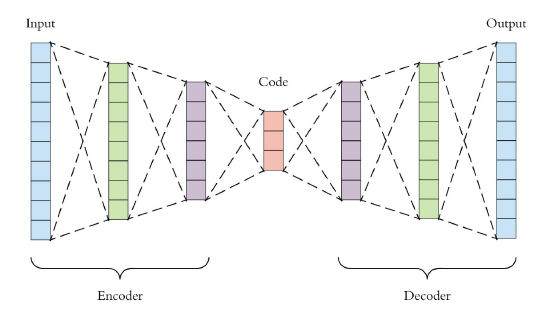 Input
Output
Code
Encoder
Decoder